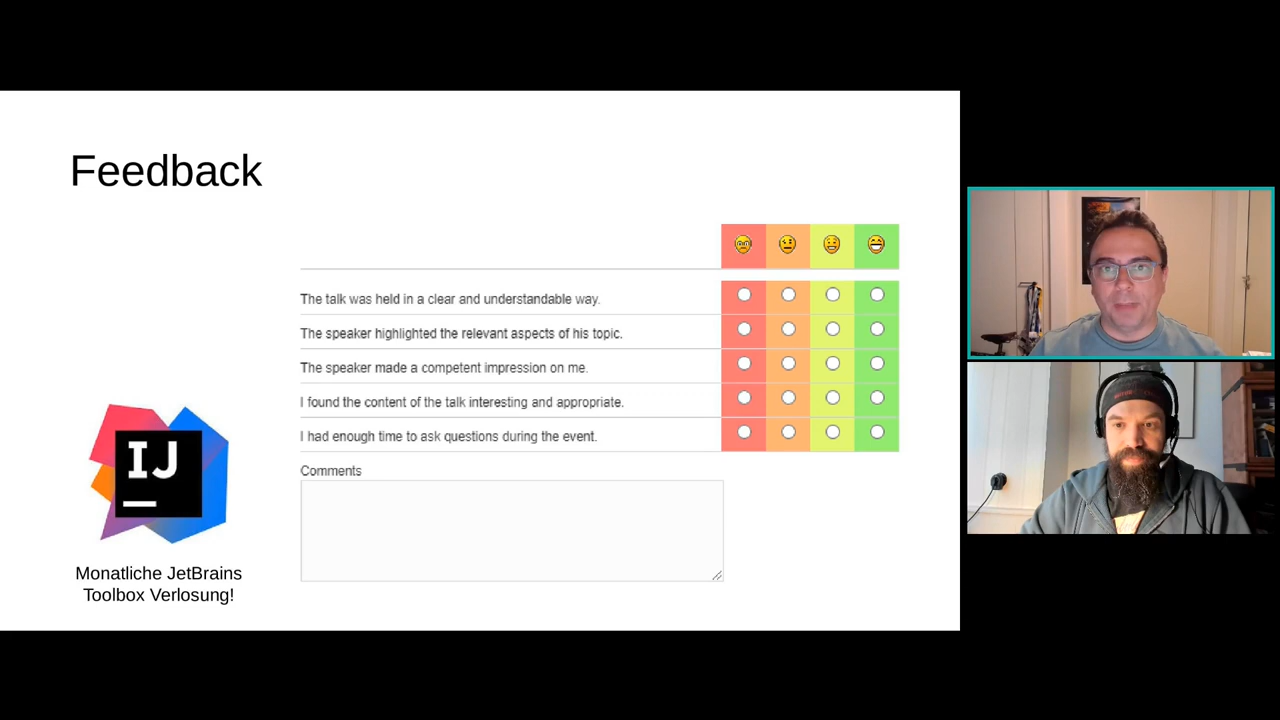 Feedback
The talk was held in a clear and understandable way.
The speaker highlighted the relevant aspects of his topic.
The speaker made a competent impression on me.
I found the content of the talk interesting and appropriate.
I had enough time to ask questions during the event.
Comments
IJ
Monatliche JetBrains
Toolbox Verlosung!